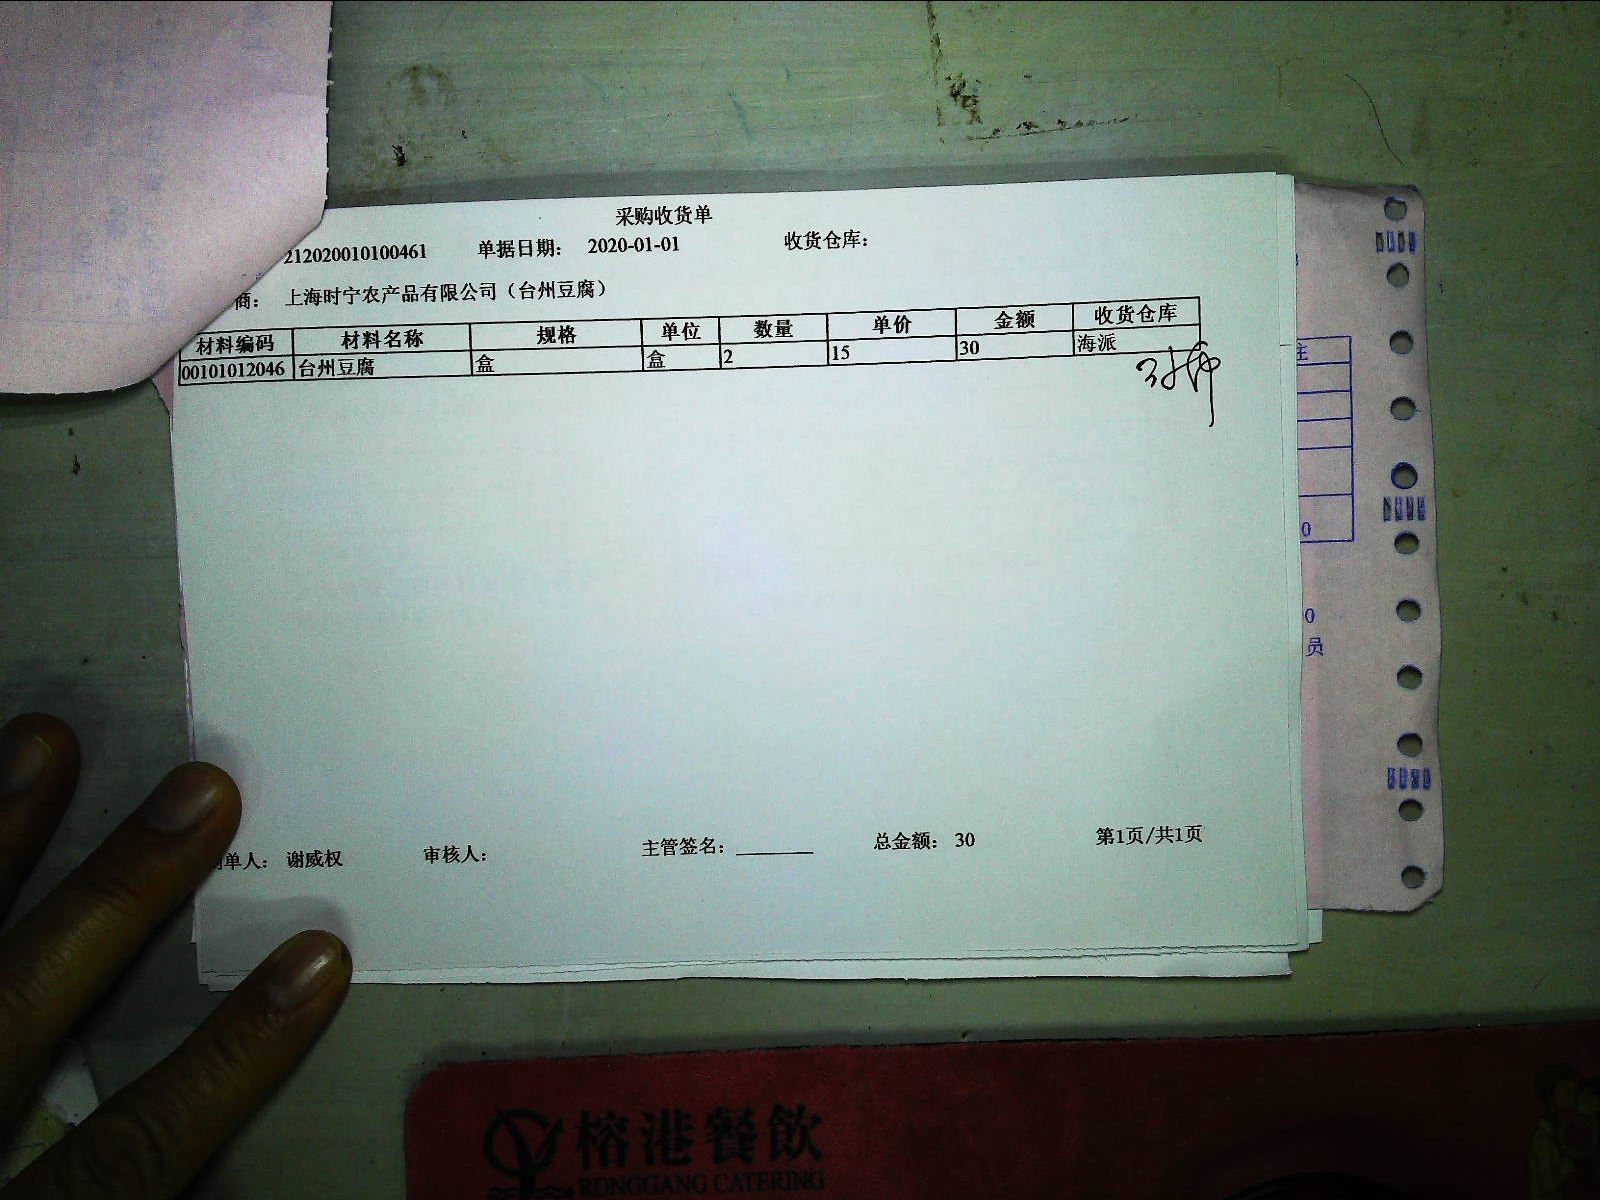 采购收货单
212020010100461 单据日期: 2020-01-01 收货仓库:
商: 上海时宁农产品有限公司（台州豆腐）
材料编码 材料名称 规格 单位 数量 单价 金额 收货仓库
00101012046 台州豆腐 盒 盒 2 15 30 海派
单人: 谢威权 审核人: 主管签名: ________ 总金额: 30 第1页/共1页
0
0
员
榕港餐飲
RONGGANG CATERING